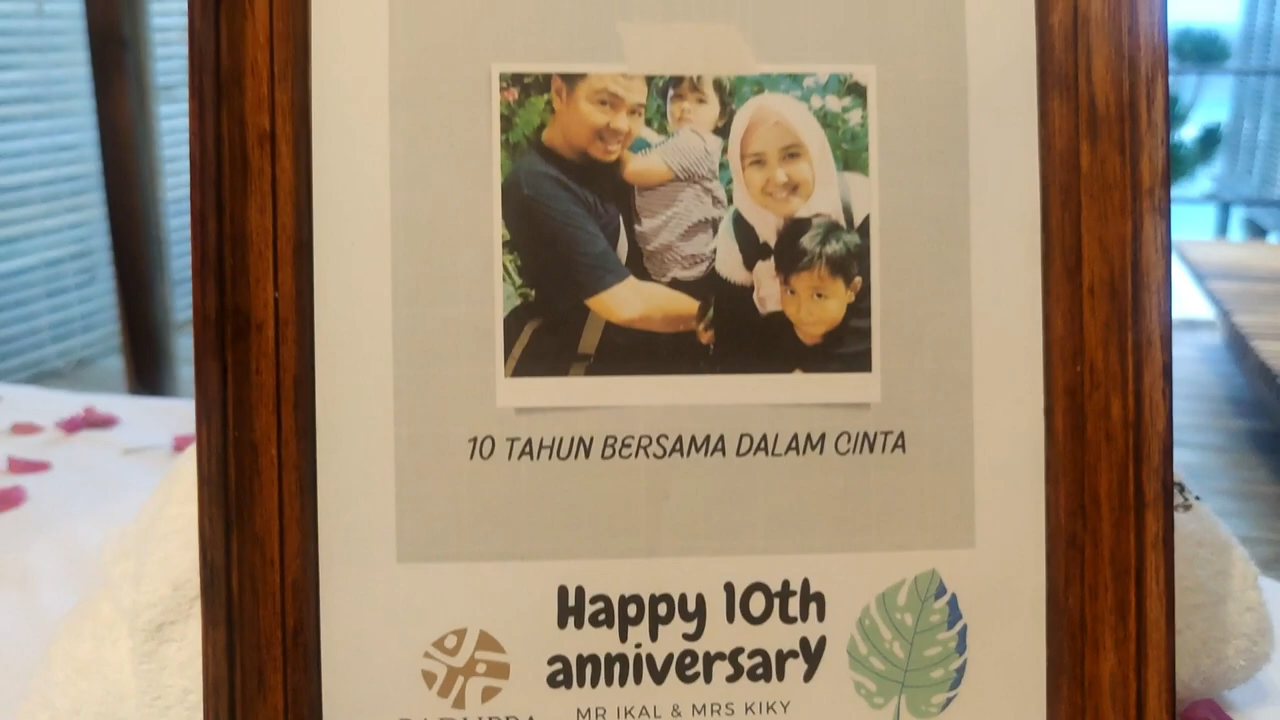 10 TAHUN BERSAMA DALAM CINTA
Happy 10th
anniversary
MR IKAL & MRS KIKY